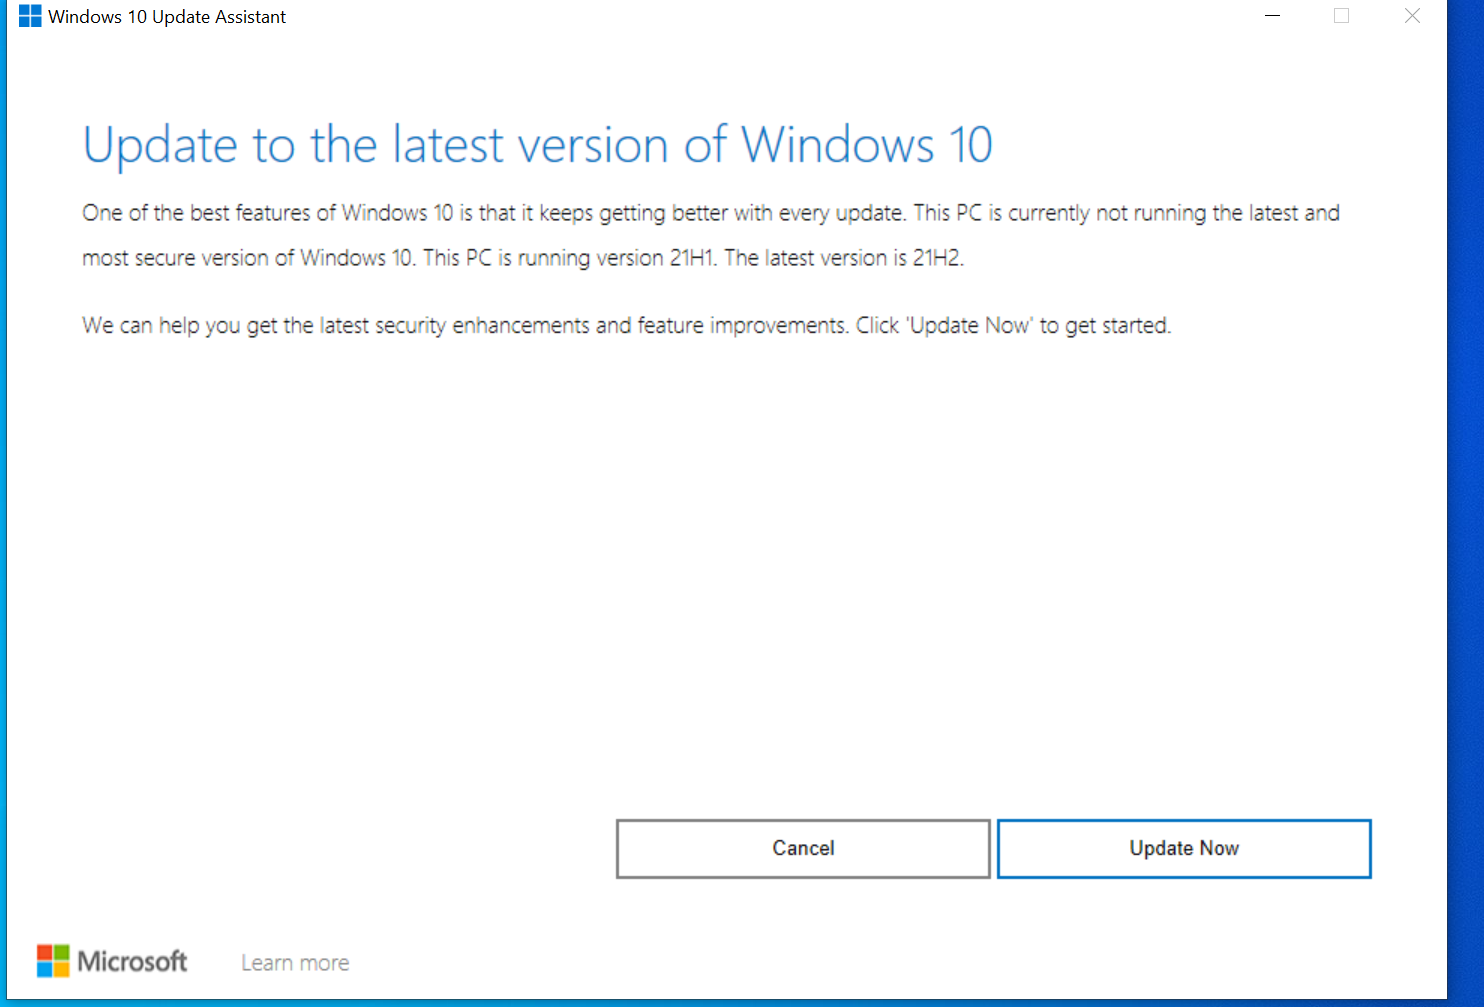 Windows 10 Update Assistant
Update to the latest version of Windows 10
One of the best features of Windows 10 is that it keeps getting better with every update. This PC is currently not running the latest and
most secure version of Windows 10. This PC is running version 21H1. The latest version is 21H2.
We can help you get the latest security enhancements and feature improvements. Click 'Update Now' to get started.
Cancel
Update Now
Microsoft
Learn more